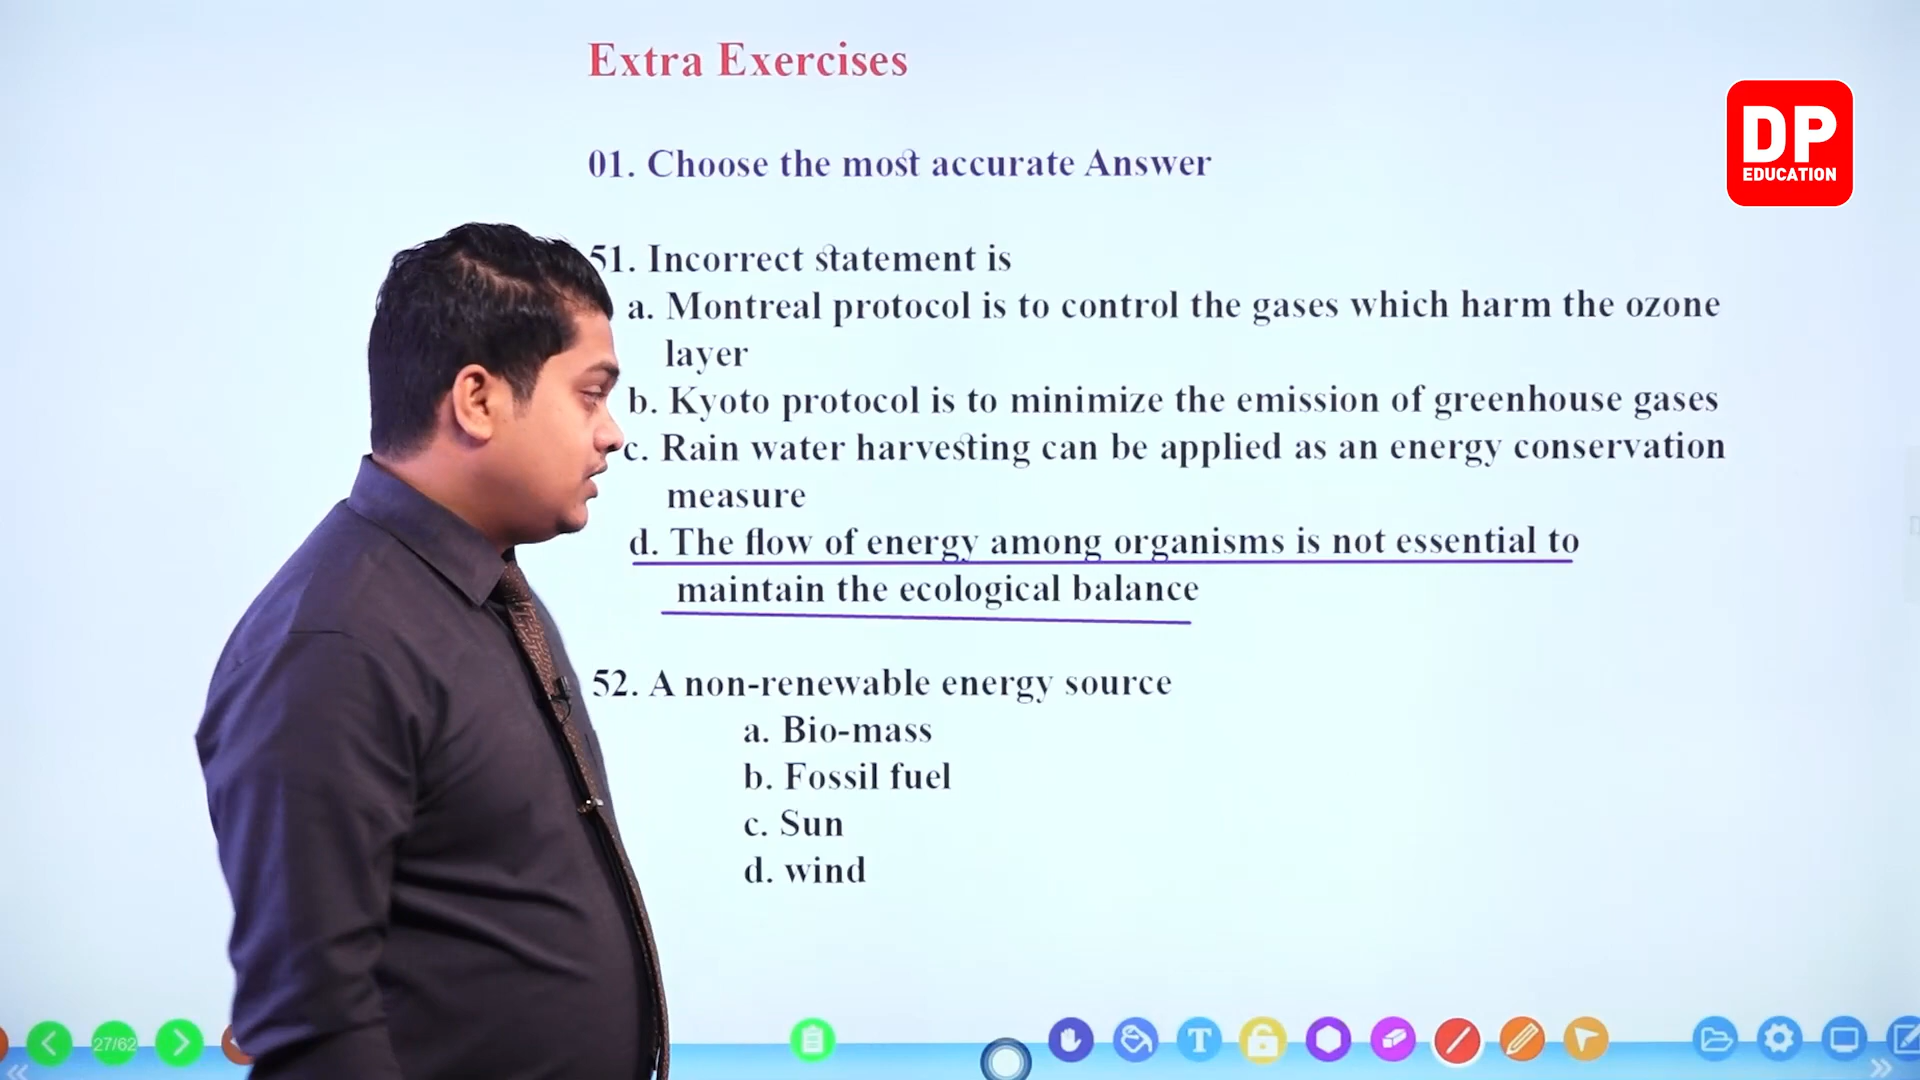 Extra Exercises
DP
EDUCATION
01. Choose the most accurate Answer
51. Incorrect statement is
a. Montreal protocol is to control the gases which harm the ozone
layer
b. Kyoto protocol is to minimize the emission of greenhouse gases
c. Rain water harvesting can be applied as an energy conservation
measure
d. The flow of energy among organisms is not essential to
maintain the ecological balance
52. A non-renewable energy source
a. Bio-mass
b. Fossil fuel
c. Sun
d. wind
27/62
T